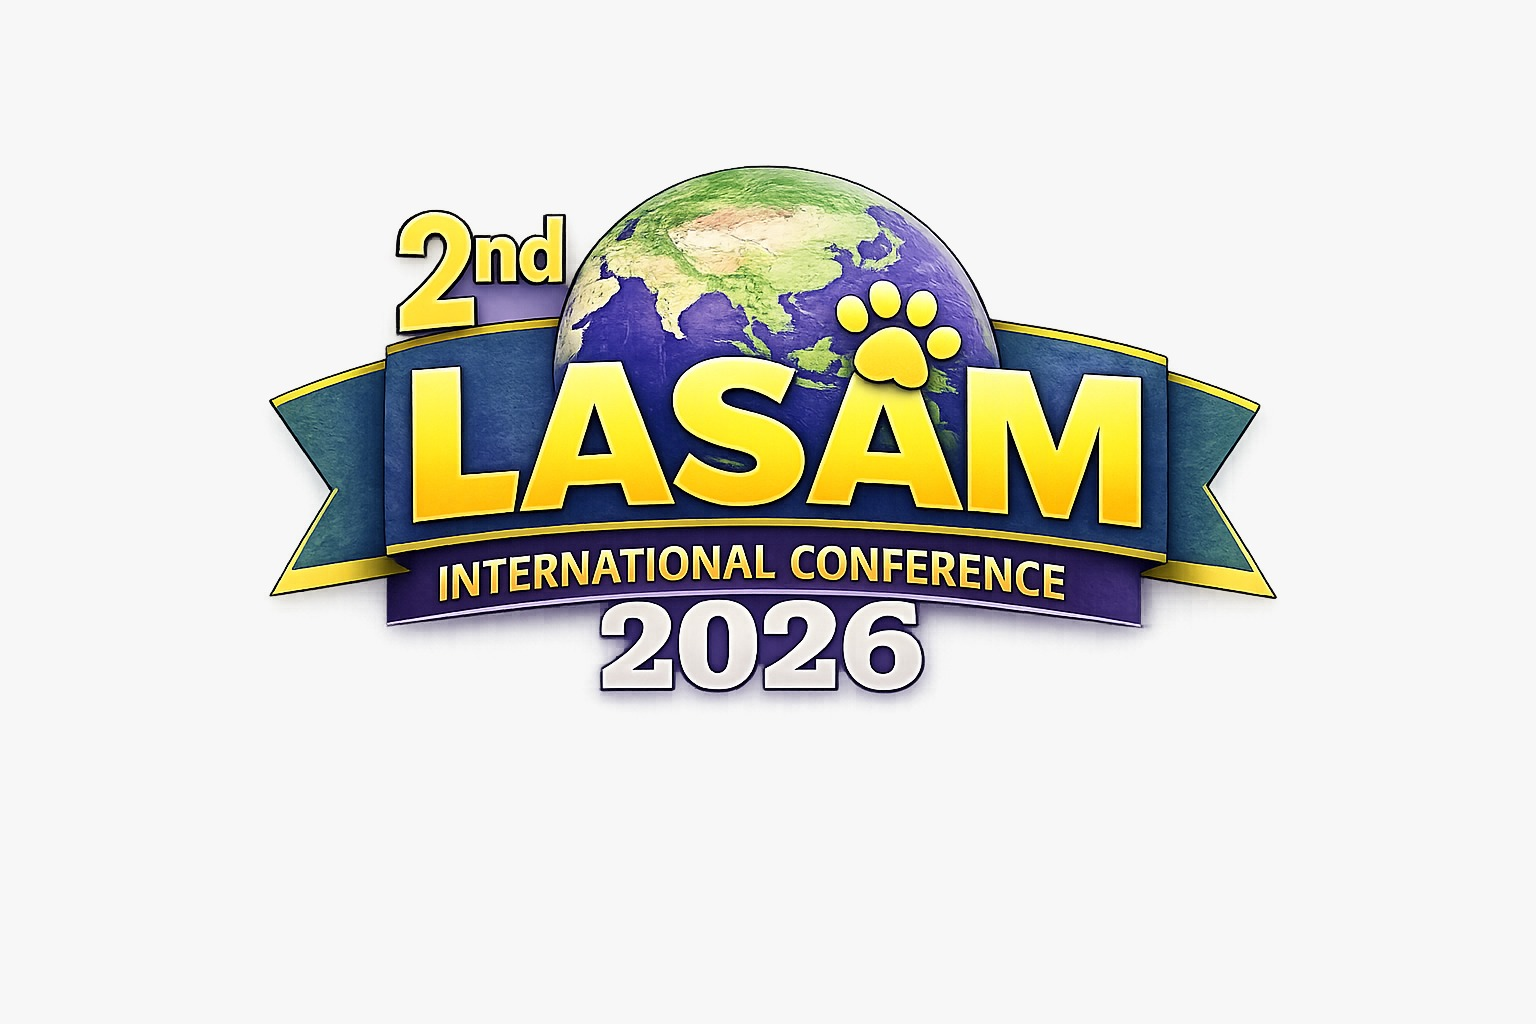 2nd
LASAM
INTERNATIONAL CONFERENCE
2026